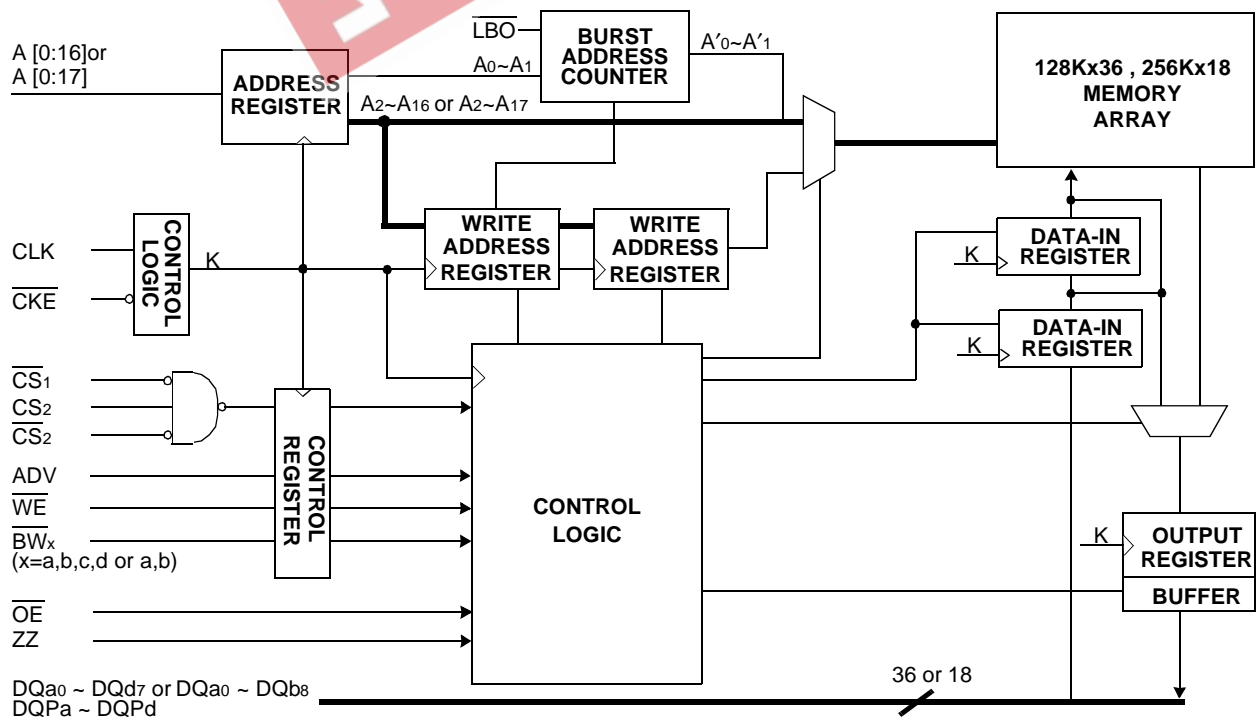 A [0:16]or
A [0:17]
ADDRESS
REGISTER
LBO
A0~A1
BURST
ADDRESS
COUNTER
A′0~A′1
A2~A16 or A2~A17
128Kx36 , 256Kx18
MEMORY
ARRAY
WRITE
ADDRESS
REGISTER
WRITE
ADDRESS
REGISTER
DATA-IN
REGISTER
K
DATA-IN
REGISTER
K
CLK
CKE
CONTROL
LOGIC
K
CS1
CS2
CS2
ADV
WE
BWx
(x=a,b,c,d or a,b)
CONTROL
REGISTER
CONTROL
LOGIC
K
OUTPUT
REGISTER
BUFFER
OE
ZZ
DQa0 ~ DQd7 or DQa0 ~ DQb8
DQPa ~ DQPd
36 or 18